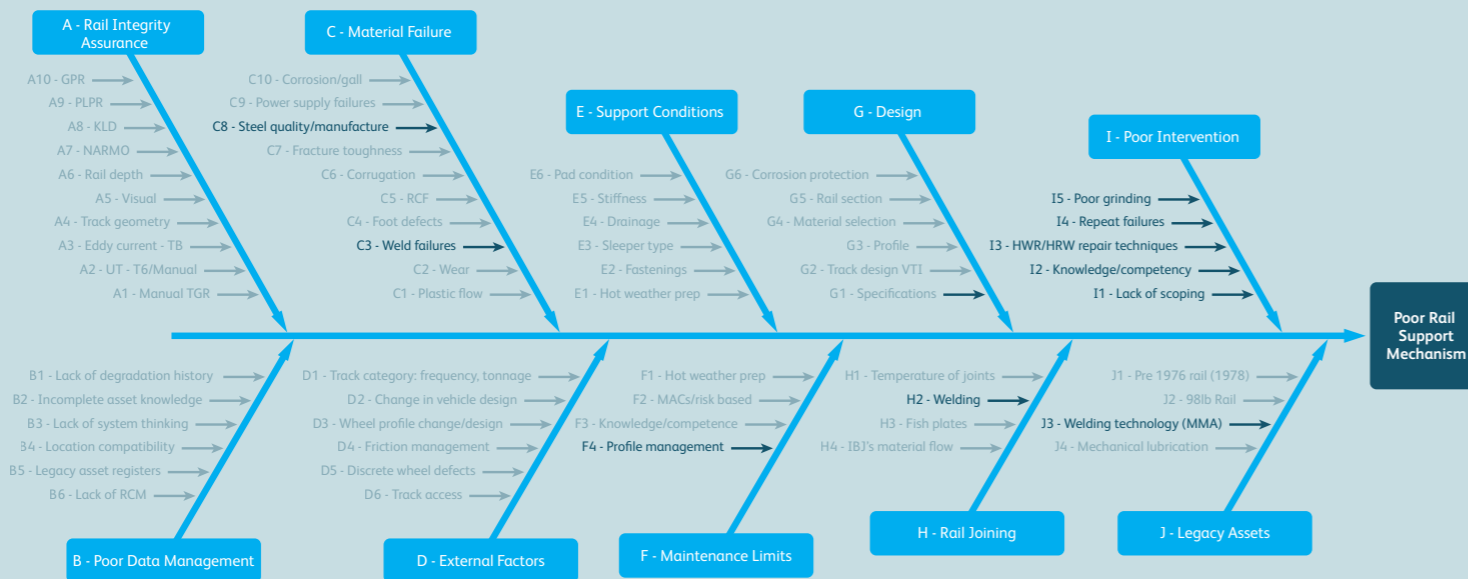 A - Rail Integrity
Assurance
A10 - GPR
A9 - PLPR
A8 - KLD
A7 - NARMO
A6 - Rail depth
A5 - Visual
A4 - Track geometry
A3 - Eddy current - TB
A2 - UT - T6/Manual
A1 - Manual TGR
C - Material Failure
C10 - Corrosion/gall
C9 - Power supply failures
C8 - Steel quality/manufacture
C7 - Fracture toughness
C6 - Corrugation
C5 - RCF
C4 - Foot defects
C3 - Weld failures
C2 - Wear
C1 - Plastic flow
E - Support Conditions
E6 - Pad condition
E5 - Stiffness
E4 - Drainage
E3 - Sleeper type
E2 - Fastenings
E1 - Hot weather prep
G - Design
G6 - Corrosion protection
G5 - Rail section
G4 - Material selection
G3 - Profile
G2 - Track design VTI
G1 - Specifications
I - Poor Intervention
I5 - Poor grinding
I4 - Repeat failures
I3 - HWR/HRW repair techniques
I2 - Knowledge/competency
I1 - Lack of scoping
Poor Rail
Support
Mechanism
B1 - Lack of degradation history
B2 - Incomplete asset knowledge
B3 - Lack of system thinking
B4 - Location compatibility
B5 - Legacy asset registers
B6 - Lack of RCM
B - Poor Data Management
D1 - Track category: frequency, tonnage
D2 - Change in vehicle design
D3 - Wheel profile change/design
D4 - Friction management
D5 - Discrete wheel defects
D6 - Track access
D - External Factors
F1 - Hot weather prep
F2 - MACs/risk based
F3 - Knowledge/competence
F4 - Profile management
F - Maintenance Limits
H1 - Temperature of joints
H2 - Welding
H3 - Fish plates
H4 - IBJ's material flow
H - Rail Joining
J1 - Pre 1976 rail (1978)
J2 - 98lb Rail
J3 - Welding technology (MMA)
J4 - Mechanical lubrication
J - Legacy Assets